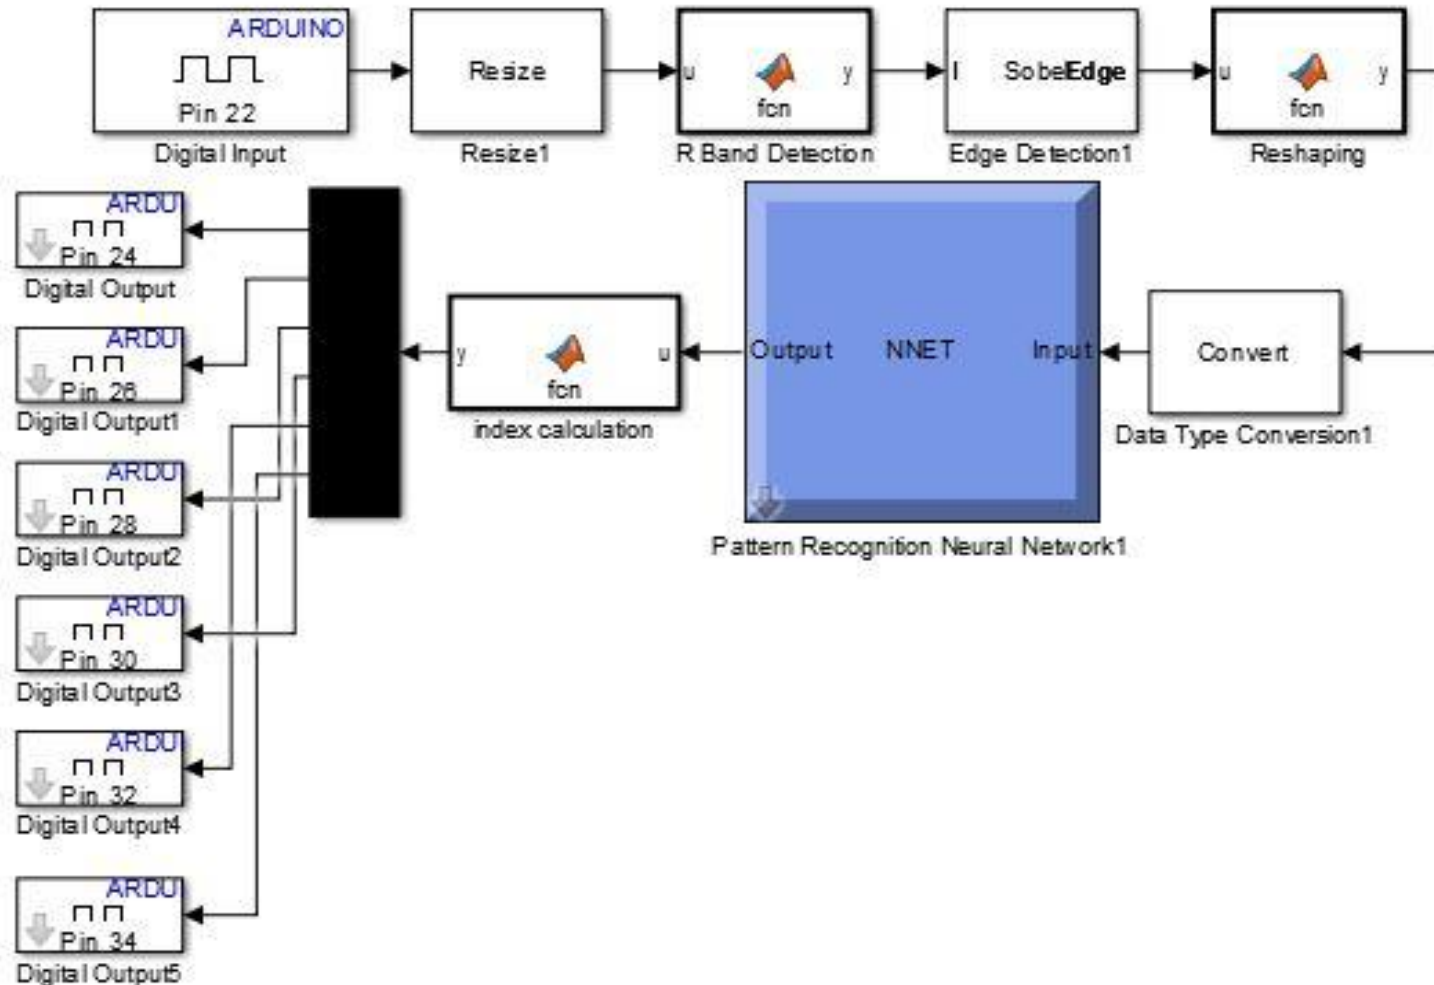 ARDUINO
Pin 22
Digital Input
Resize
Resize1
u fcn y
R Band Detection
I SobelEdge
Edge Detection1
u fcn y
Reshaping
ARDU
Pin 24
Digital Output
ARDU
Pin 26
Digital Output1
ARDU
Pin 28
Digital Output2
ARDU
Pin 30
Digital Output3
ARDU
Pin 32
Digital Output4
ARDU
Pin 34
Digital Output5
y fcn u
index calculation
Output NNET Input
Pattern Recognition Neural Network1
Convert
Data Type Conversion1